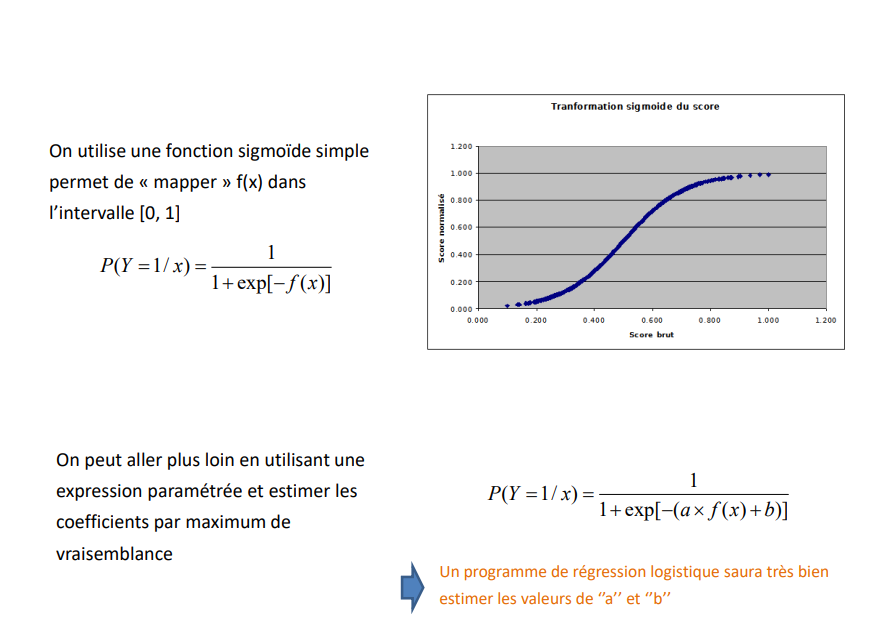 On utilise une fonction sigmoïde simple
permet de « mapper » f(x) dans
l’intervalle [0, 1]
P(Y = 1/ x) = 1 / (1 + exp[− f (x)])
Tranformation sigmoide du score
Score normalisé
1.200
1.000
0.800
0.600
0.400
0.200
0.000
0.000 0.200 0.400 0.600 0.800 1.000 1.200
Score brut
On peut aller plus loin en utilisant une
expression paramétrée et estimer les
coefficients par maximum de
vraisemblance
P(Y = 1/ x) = 1 / (1 + exp[−(a × f (x) + b)])
Un programme de régression logistique saura très bien
estimer les valeurs de ‘’a’’ et ‘’b’’